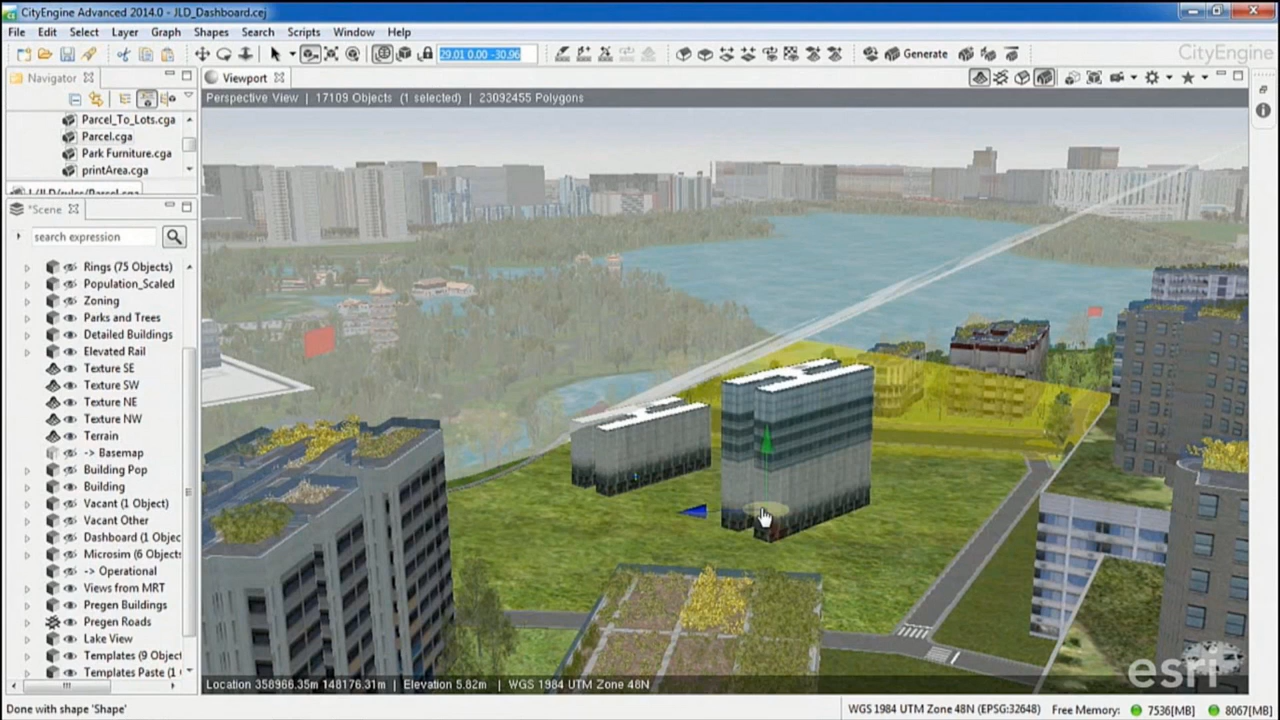 CityEngine Advanced 2014.0 - JLD_Dashboard.cej
File Edit Select Layer Graph Shapes Search Scripts Window Help
29.01 0.00 -30.96
Generate
CityEngine
Navigator
Viewport
Perspective View | 17109 Objects (1 selected) | 23092455 Polygons
Parcel_To_Lots.cga
Parcel.cga
Park Furniture.cga
printArea.cga
*Scene
search expression
Rings (75 Objects)
Population_Scaled
Zoning
Parks and Trees
Detailed Buildings
Elevated Rail
Texture SE
Texture SW
Texture NE
Texture NW
Terrain
-> Basemap
Building Pop
Building
Vacant (1 Object)
Vacant Other
Dashboard (1 Objec
Microsim (6 Objects
-> Operational
Views from MRT
Pregen Buildings
Pregen Roads
Lake View
Templates (9 Object
Templates Paste (1
Location 358966.35m 148176.31m | Elevation 5.82m | WGS 1984 UTM Zone 48N
esri
Done with shape 'Shape'
WGS 1984 UTM Zone 48N (EPSG:32648) Free Memory: 7536[MB] 8067[MB]